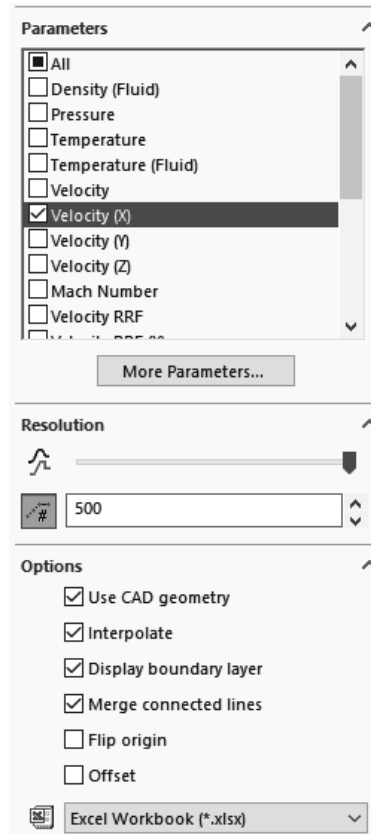 Parameters
All
Density (Fluid)
Pressure
Temperature
Temperature (Fluid)
Velocity
Velocity (X)
Velocity (Y)
Velocity (Z)
Mach Number
Velocity RRF
More Parameters...
Resolution
#
500
Options
Use CAD geometry
Interpolate
Display boundary layer
Merge connected lines
Flip origin
Offset
Excel Workbook (*.xlsx)